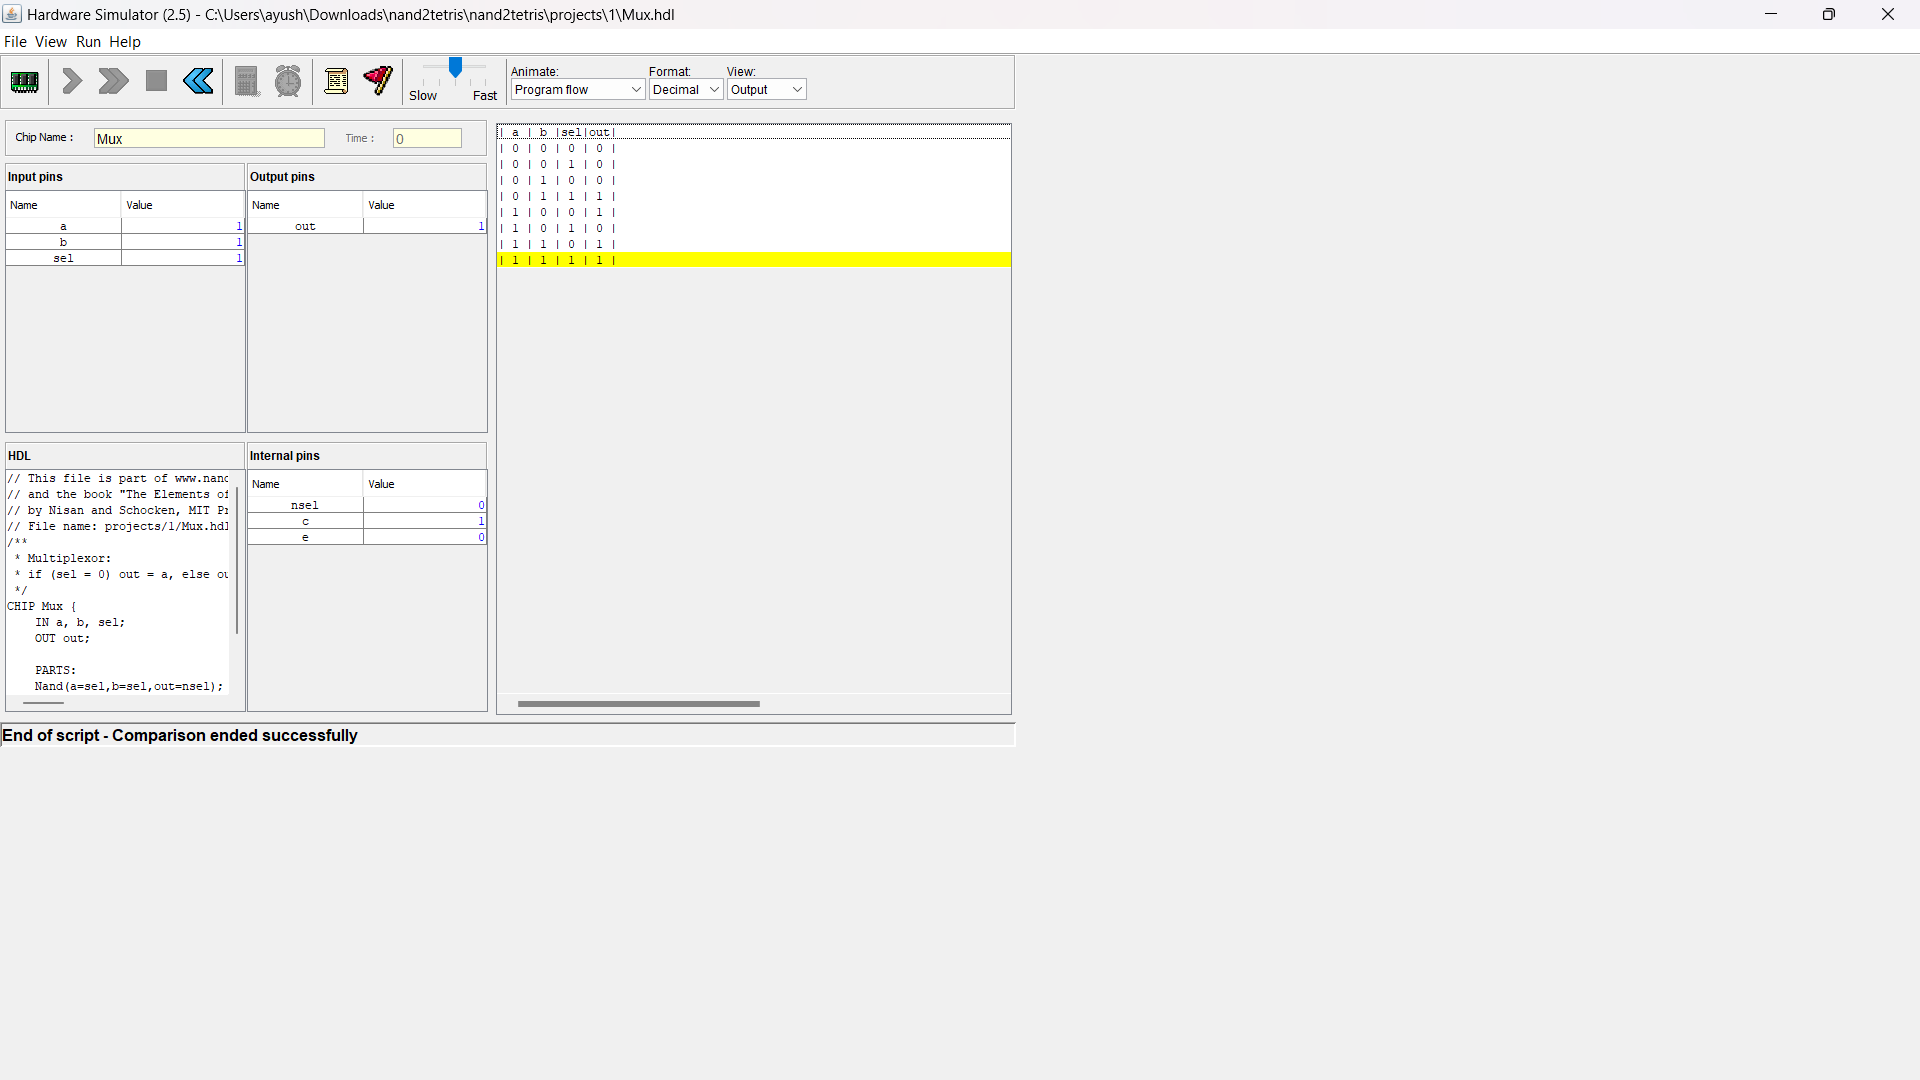 Hardware Simulator (2.5) - C:\Users\ayush\Downloads\nand2tetris\nand2tetris\projects\1\Mux.hdl
File View Run Help
Slow Fast
Animate: Format: View:
Program flow Decimal Output
Chip Name : Mux Time : 0
Input pins
Name Value
a 1
b 1
sel 1
Output pins
Name Value
out 1
| a | b |sel|out|
| 0 | 0 | 0 | 0 |
| 0 | 0 | 1 | 0 |
| 0 | 1 | 0 | 0 |
| 0 | 1 | 1 | 1 |
| 1 | 0 | 0 | 1 |
| 1 | 0 | 1 | 0 |
| 1 | 1 | 0 | 1 |
| 1 | 1 | 1 | 1 |
HDL
// This file is part of www.nand
// and the book "The Elements of
// by Nisan and Schocken, MIT Pr
// File name: projects/1/Mux.hdl
/**
* Multiplexor:
* if (sel = 0) out = a, else ou
*/
CHIP Mux {
IN a, b, sel;
OUT out;
PARTS:
Nand(a=sel,b=sel,out=nsel);
Internal pins
Name Value
nsel 0
c 1
e 0
End of script - Comparison ended successfully